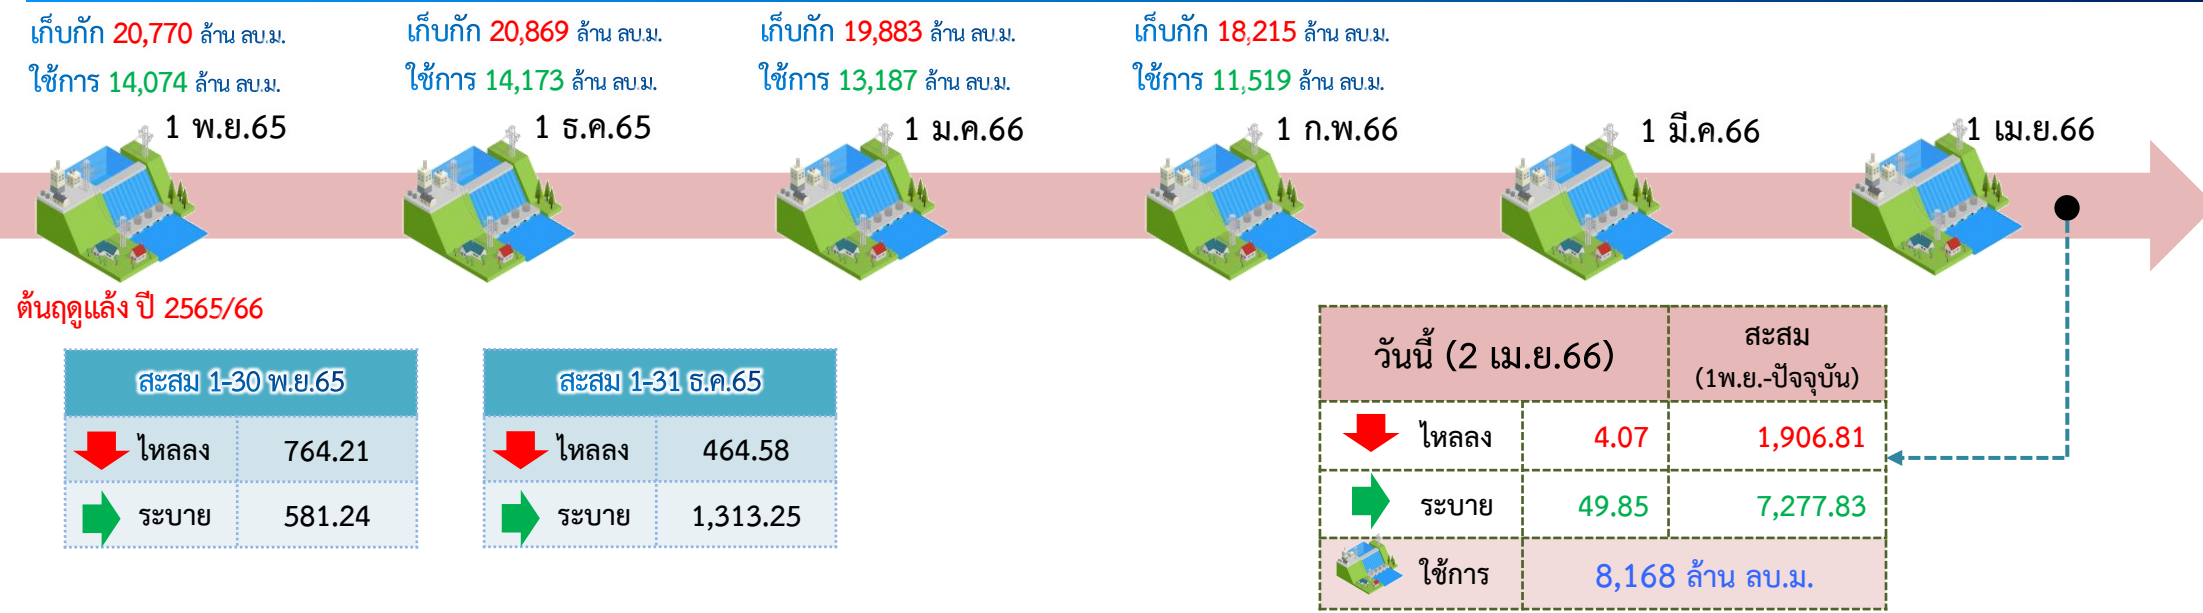 เก็บกัก 20,770 ล้าน ลบ.ม.
ใช้การ 14,074 ล้าน ลบ.ม.
1 พ.ย.65
เก็บกัก 20,869 ล้าน ลบ.ม.
ใช้การ 14,173 ล้าน ลบ.ม.
1 ธ.ค.65
เก็บกัก 19,883 ล้าน ลบ.ม.
ใช้การ 13,187 ล้าน ลบ.ม.
1 ม.ค.66
เก็บกัก 18,215 ล้าน ลบ.ม.
ใช้การ 11,519 ล้าน ลบ.ม.
1 ก.พ.66
1 มี.ค.66
1 เม.ย.66
ต้นฤดูแล้ง ปี 2565/66
สะสม 1-30 พ.ย.65
ไหลลง 764.21
ระบาย 581.24
สะสม 1-31 ธ.ค.65
ไหลลง 464.58
ระบาย 1,313.25
วันนี้ (2 เม.ย.66)
สะสม
(1พ.ย.-ปัจจุบัน)
ไหลลง 4.07 1,906.81
ระบาย 49.85 7,277.83
ใช้การ 8,168 ล้าน ลบ.ม.